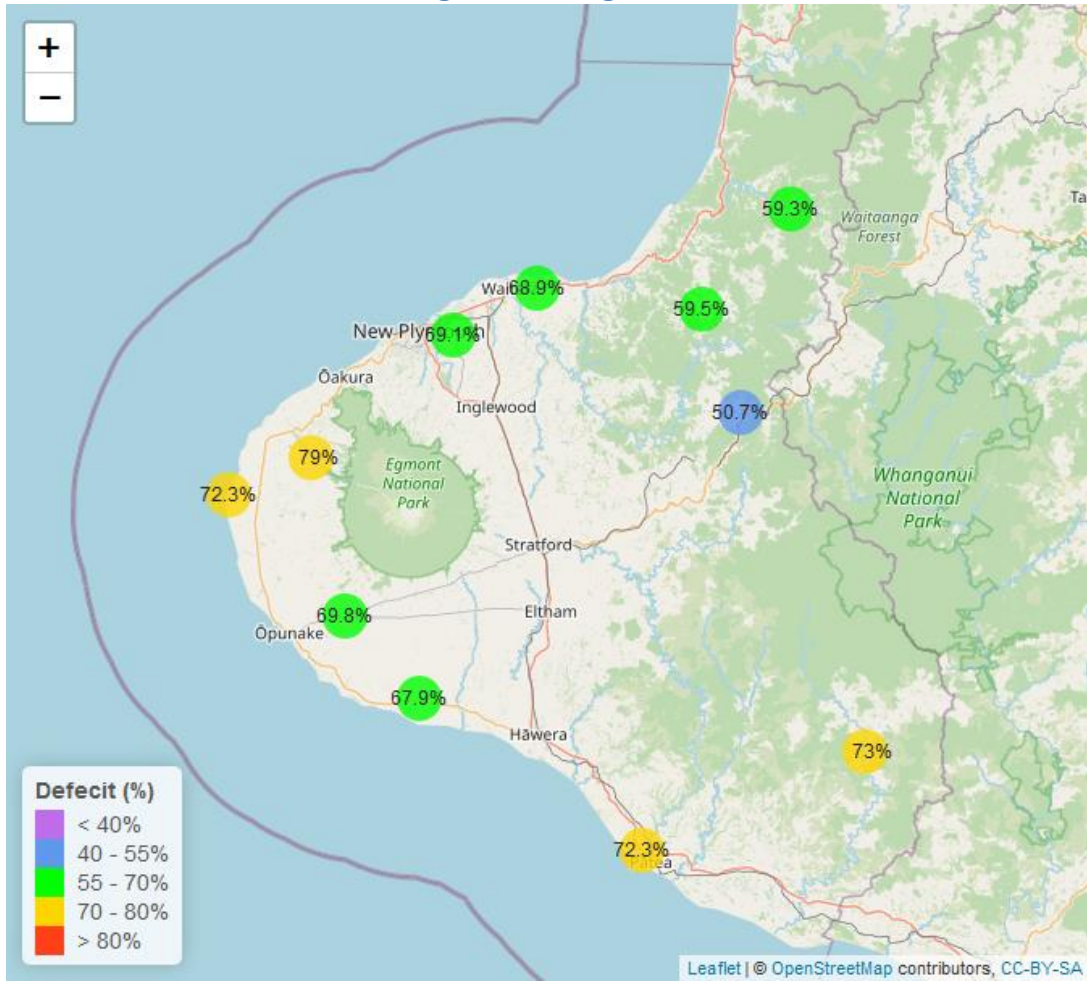 +
−
59.3%
Waitaanga
Forest
Ta
68.9%
59.5%
New Plymouth
69.1%
Ōakura
Inglewood
50.7%
79%
72.3%
Egmont
National
Park
Whanganui
National
Park
Stratford
69.8%
Ōpunake
Eltham
67.9%
Hāwera
73%
72.3%
Pātea
Defecit (%)
< 40%
40 - 55%
55 - 70%
70 - 80%
> 80%
Leaflet | © OpenStreetMap contributors, CC-BY-SA